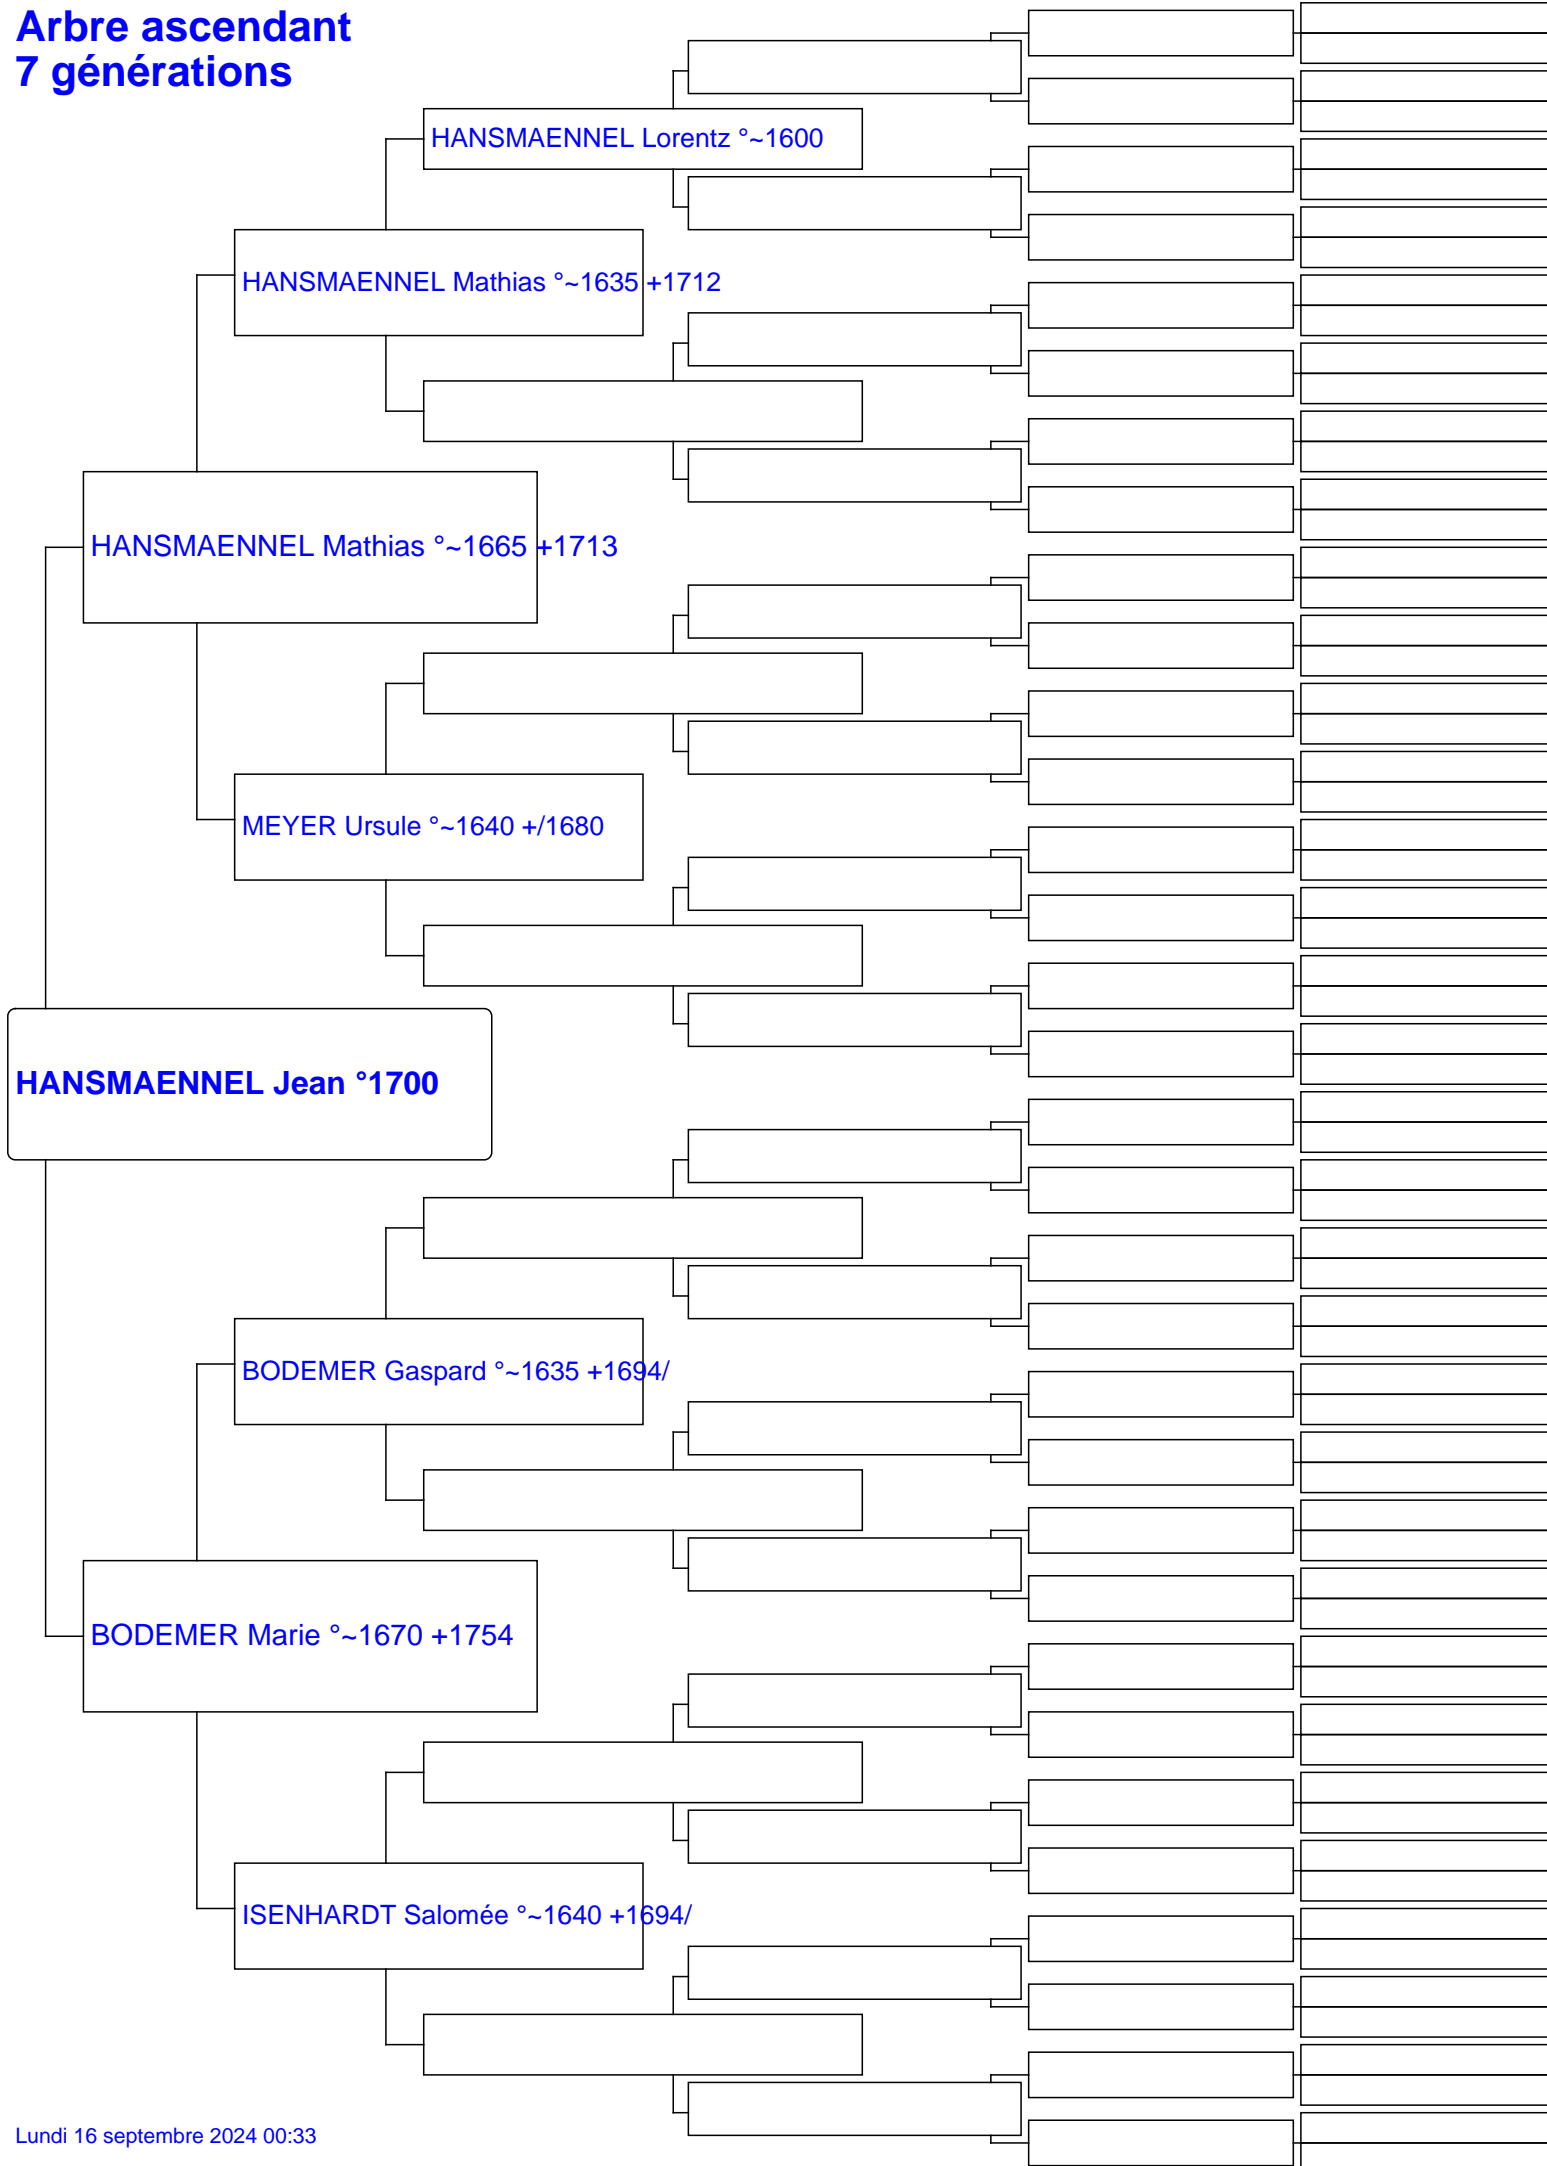 Arbre ascendant
7 générations
HANSMAENNEL Lorentz °~1600
HANSMAENNEL Mathias °~1635 +1712
HANSMAENNEL Mathias °~1665 +1713
MEYER Ursule °~1640 +/1680
HANSMAENNEL Jean °1700
BODEMER Gaspard °~1635 +1694/
BODEMER Marie °~1670 +1754
ISENHARDT Salomée °~1640 +1694/
Lundi 16 septembre 2024 00:33